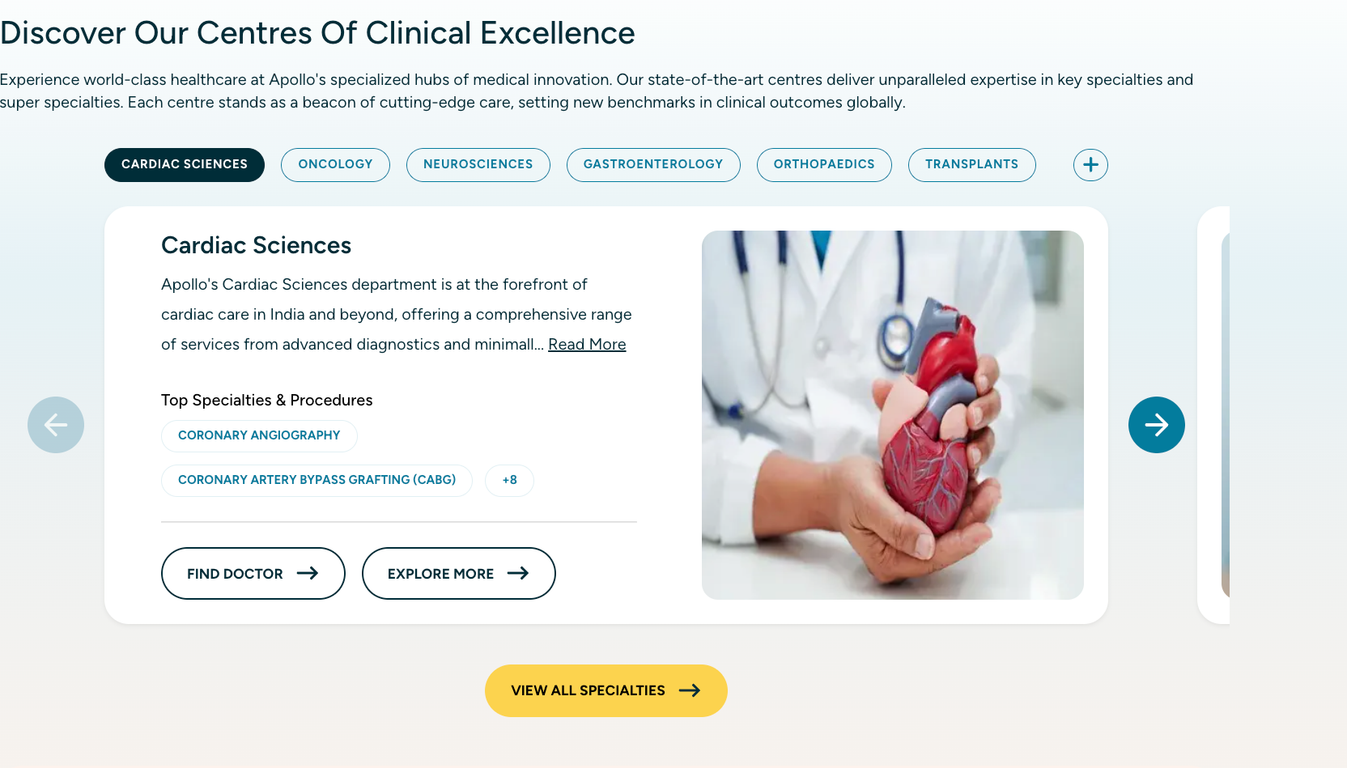 Discover Our Centres Of Clinical Excellence
Experience world-class healthcare at Apollo's specialized hubs of medical innovation. Our state-of-the-art centres deliver unparalleled expertise in key specialties and
super specialties. Each centre stands as a beacon of cutting-edge care, setting new benchmarks in clinical outcomes globally.
CARDIAC SCIENCES
ONCOLOGY
NEUROSCIENCES
GASTROENTEROLOGY
ORTHOPAEDICS
TRANSPLANTS
Cardiac Sciences
Apollo's Cardiac Sciences department is at the forefront of
cardiac care in India and beyond, offering a comprehensive range
of services from advanced diagnostics and minimall... Read More
Top Specialties & Procedures
CORONARY ANGIOGRAPHY
CORONARY ARTERY BYPASS GRAFTING (CABG)
+8
FIND DOCTOR
EXPLORE MORE
VIEW ALL SPECIALTIES